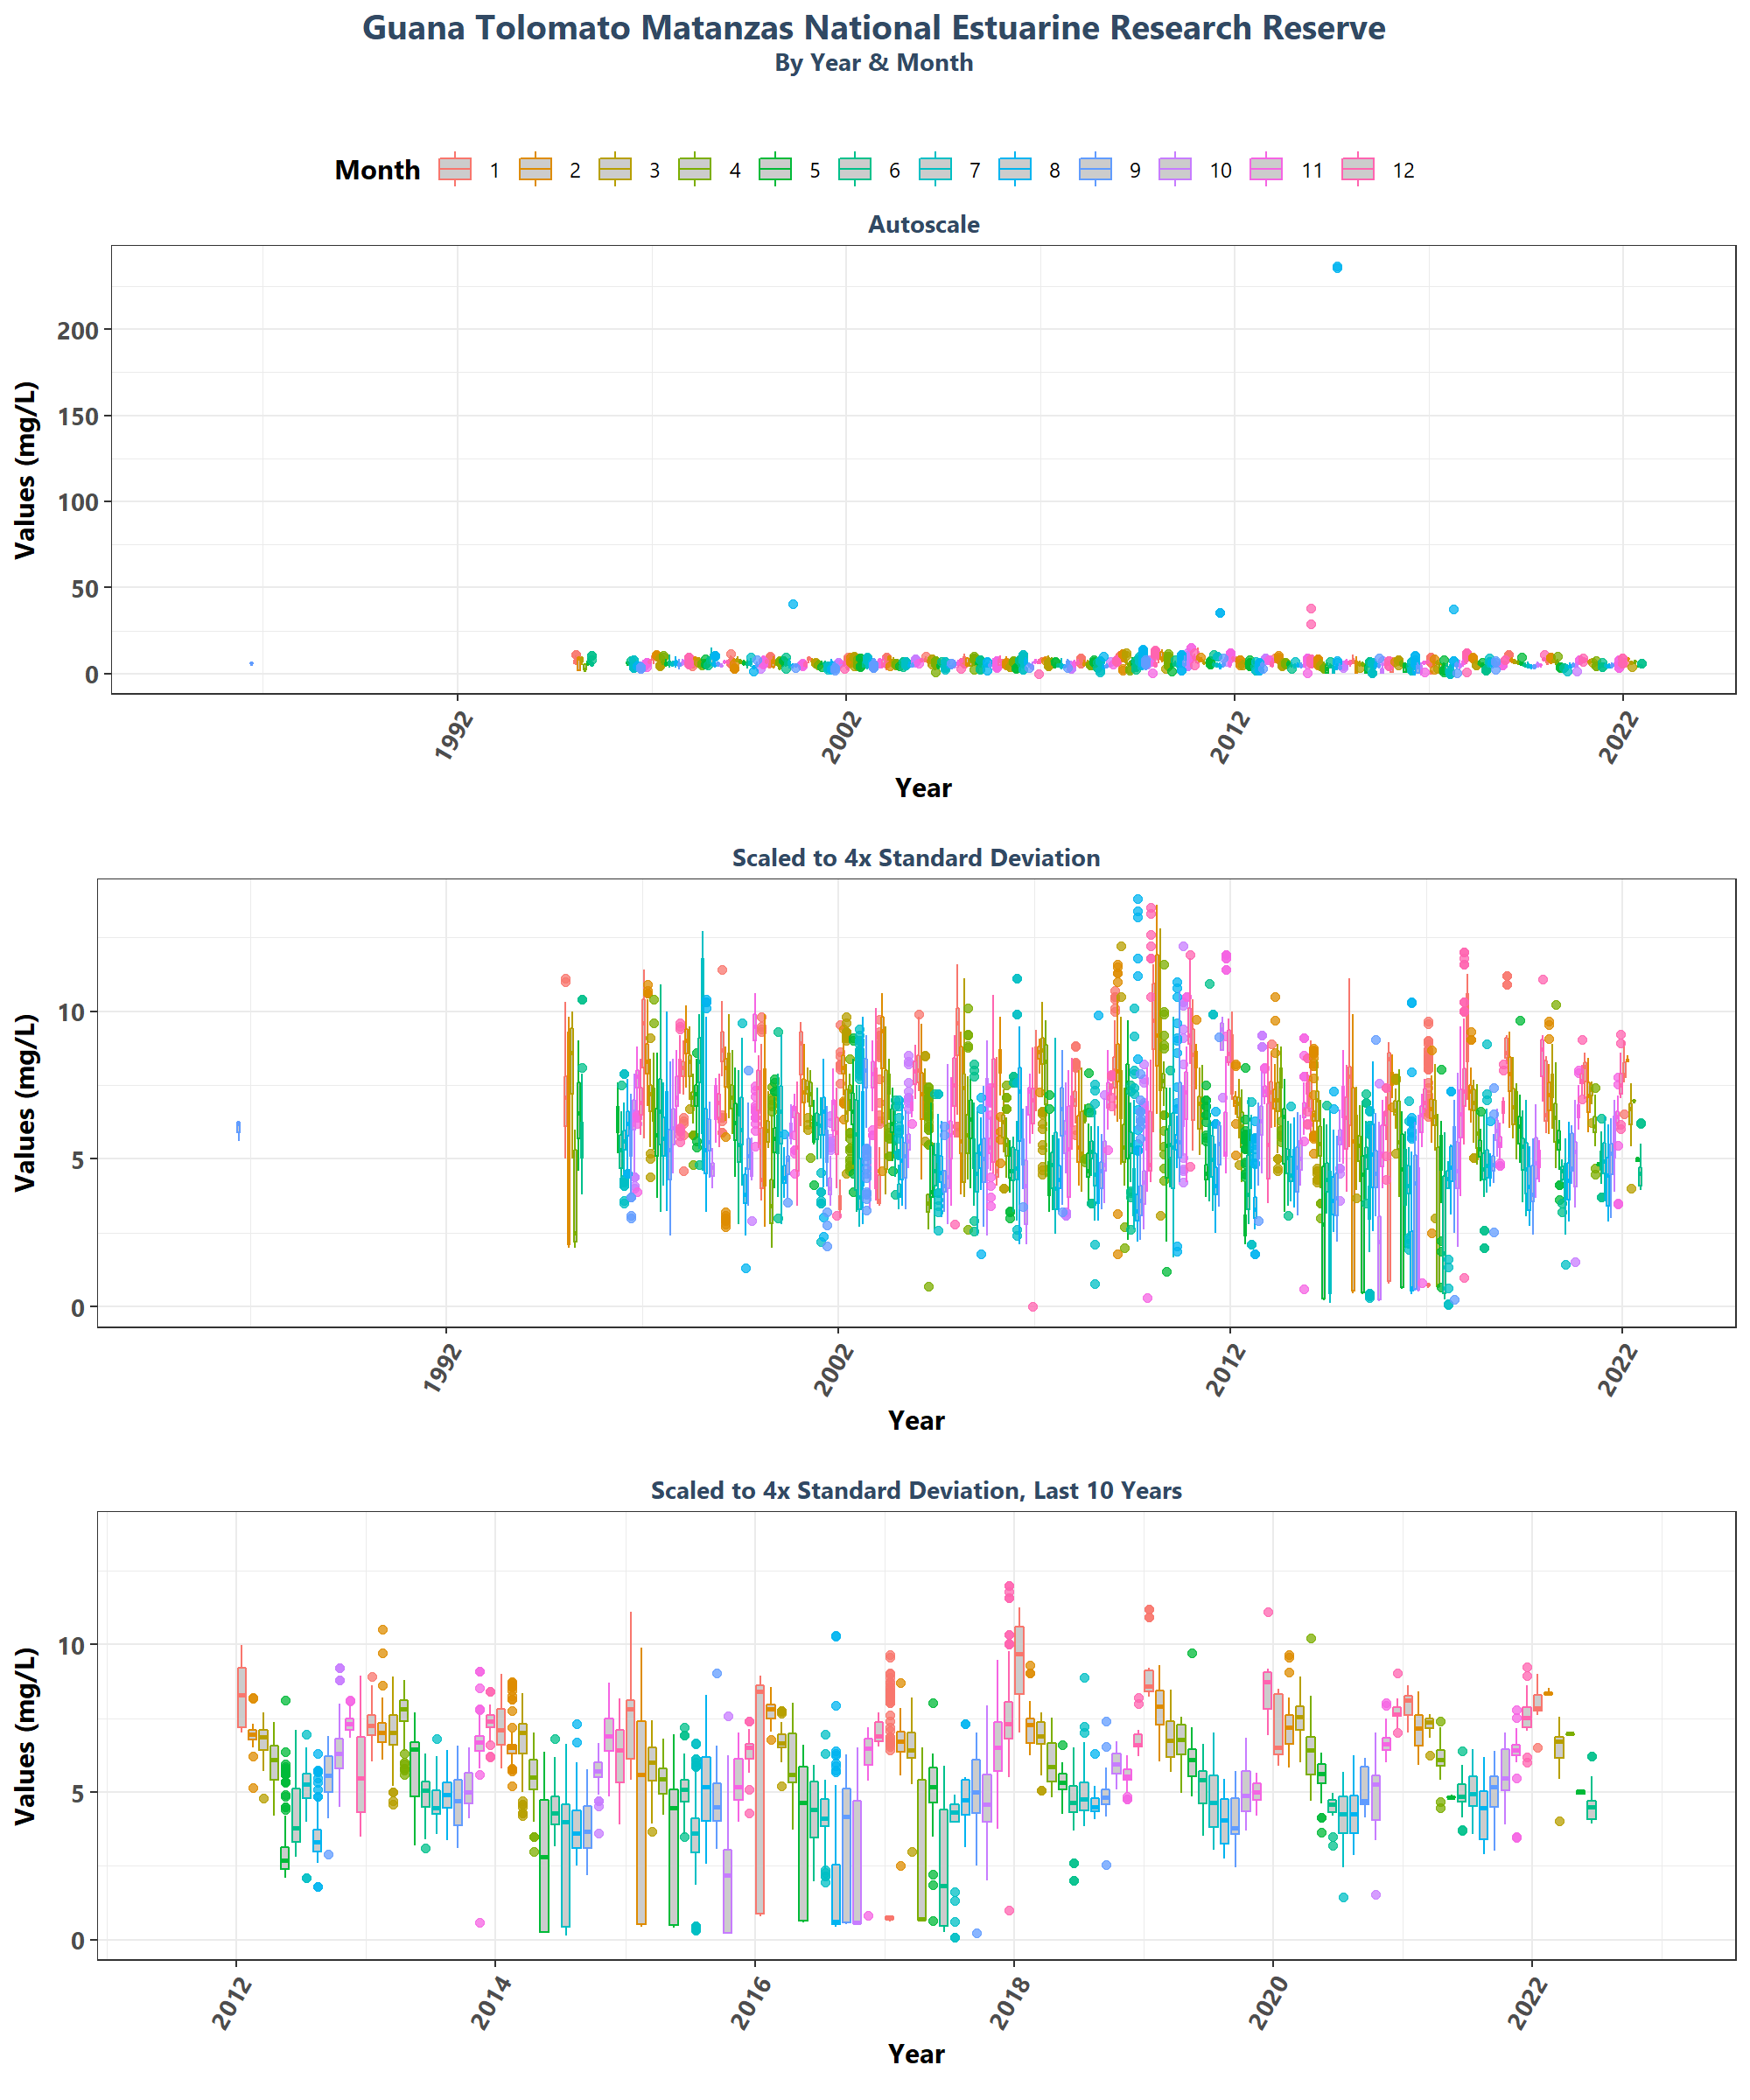 Guana Tolomato Matanzas National Estuarine Research Reserve
By Year & Month
Month 1 2 3 4 5 6 7 8 9 10 11 12
Autoscale
Values (mg/L)
200
150
100
50
0
1992 2002 2012 2022
Year
Scaled to 4x Standard Deviation
Values (mg/L)
10
5
0
1992 2002 2012 2022
Year
Scaled to 4x Standard Deviation, Last 10 Years
Values (mg/L)
10
5
0
2012 2014 2016 2018 2020 2022
Year